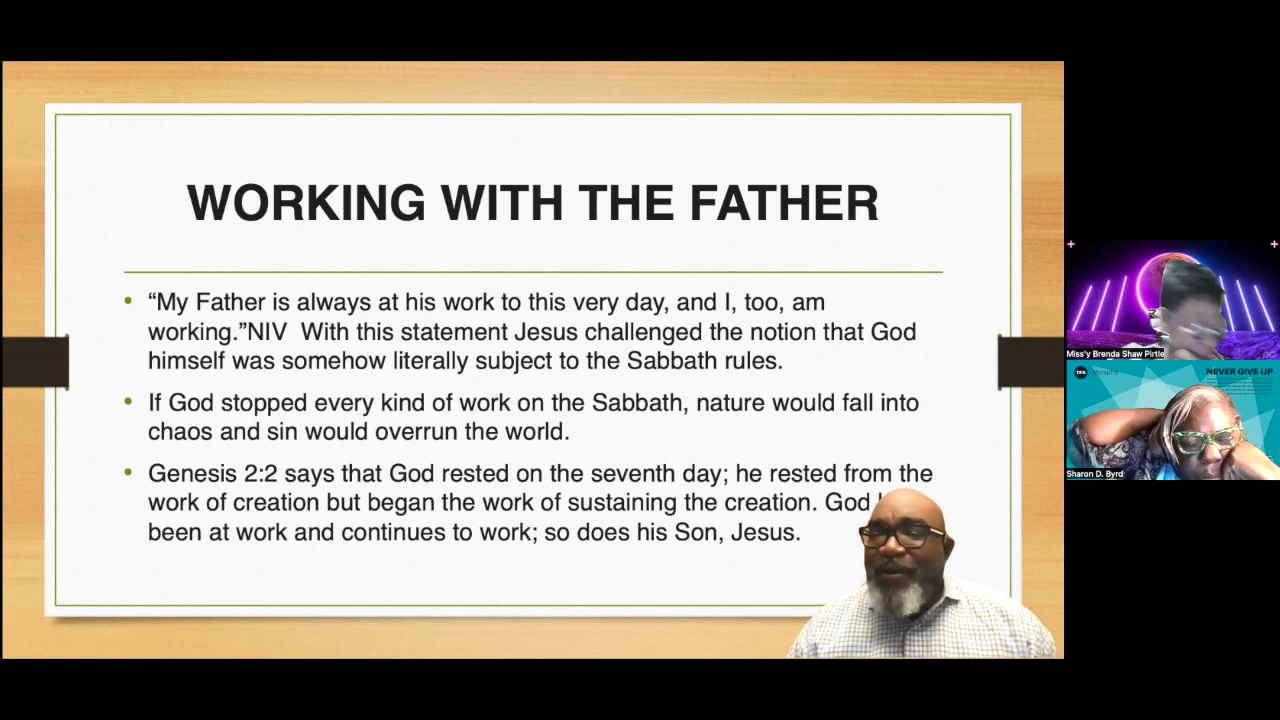 WORKING WITH THE FATHER
• “My Father is always at his work to this very day, and I, too, am
working.”NIV  With this statement Jesus challenged the notion that God
himself was somehow literally subject to the Sabbath rules.
• If God stopped every kind of work on the Sabbath, nature would fall into
chaos and sin would overrun the world.
• Genesis 2:2 says that God rested on the seventh day; he rested from the
work of creation but began the work of sustaining the creation. God
been at work and continues to work; so does his Son, Jesus.
Miss'y Brenda Shaw Pirtle
TFA Memphis
NEVER GIVE UP
Sharon D. Byrd